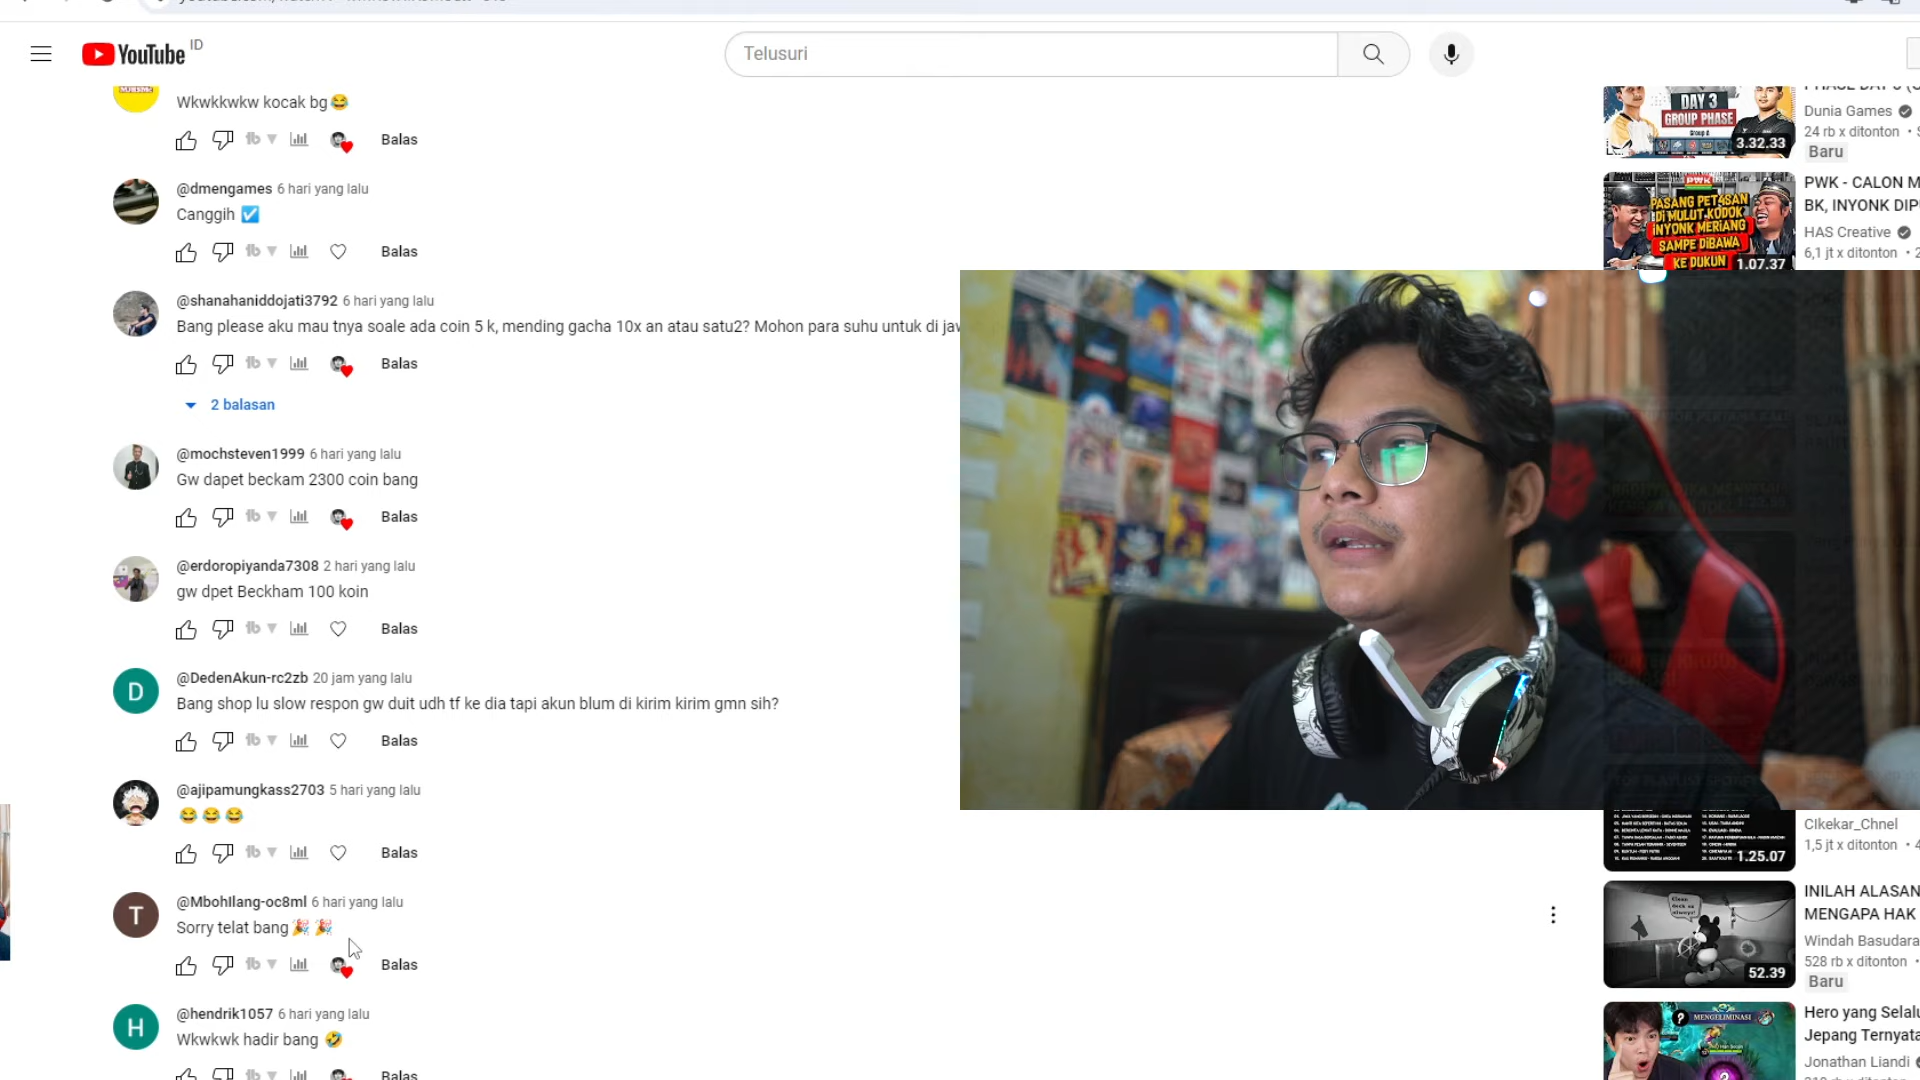 YouTube ID
Telusuri
Wkwkkwkw kocak bg😂
Balas
@dmengames 6 hari yang lalu
Canggih ☑️
Balas
@shanahaniddojati3792 6 hari yang lalu
Bang please aku mau tnya soale ada coin 5 k, mending gacha 10x an atau satu2? Mohon para suhu untuk di
Balas
2 balasan
@mochsteven1999 6 hari yang lalu
Gw dapet beckam 2300 coin bang
Balas
@erdoropiyanda7308 2 hari yang lalu
gw dpet Beckham 100 koin
Balas
@DedenAkun-rc2zb 20 jam yang lalu
Bang shop lu slow respon gw duit udh tf ke dia tapi akun blum di kirim kirim gmn sih?
Balas
@ajipamungkass2703 5 hari yang lalu
😂😂😂
Balas
@MbohIlang-oc8ml 6 hari yang lalu
Sorry telat bang🎉🎉
Balas
@hendrik1057 6 hari yang lalu
Wkwkwk hadir bang 🤣
Balas
DAY 3
GROUP PHASE
Group A
3.32.33
Dunia Games
24 rb x ditonton
Baru
PWK
PASANG PET4SAN
DI MULUT KODOK
INYONK MERIANG
SAMPE DIBAWA
KE DUKUN
1.07.37
PWK - CALON
BK, INYONK
HAS Creative
6,1 jt x ditonton
1.25.07
Clkekar_Chnel
1,5 jt x ditonton
52.39
INILAH ALASAN
MENGAPA HAK
Windah Basudara
528 rb x ditonton
Baru
MENGELIMINASI
Hero yang Selalu
Jepang Ternyata
Jonathan Liandi